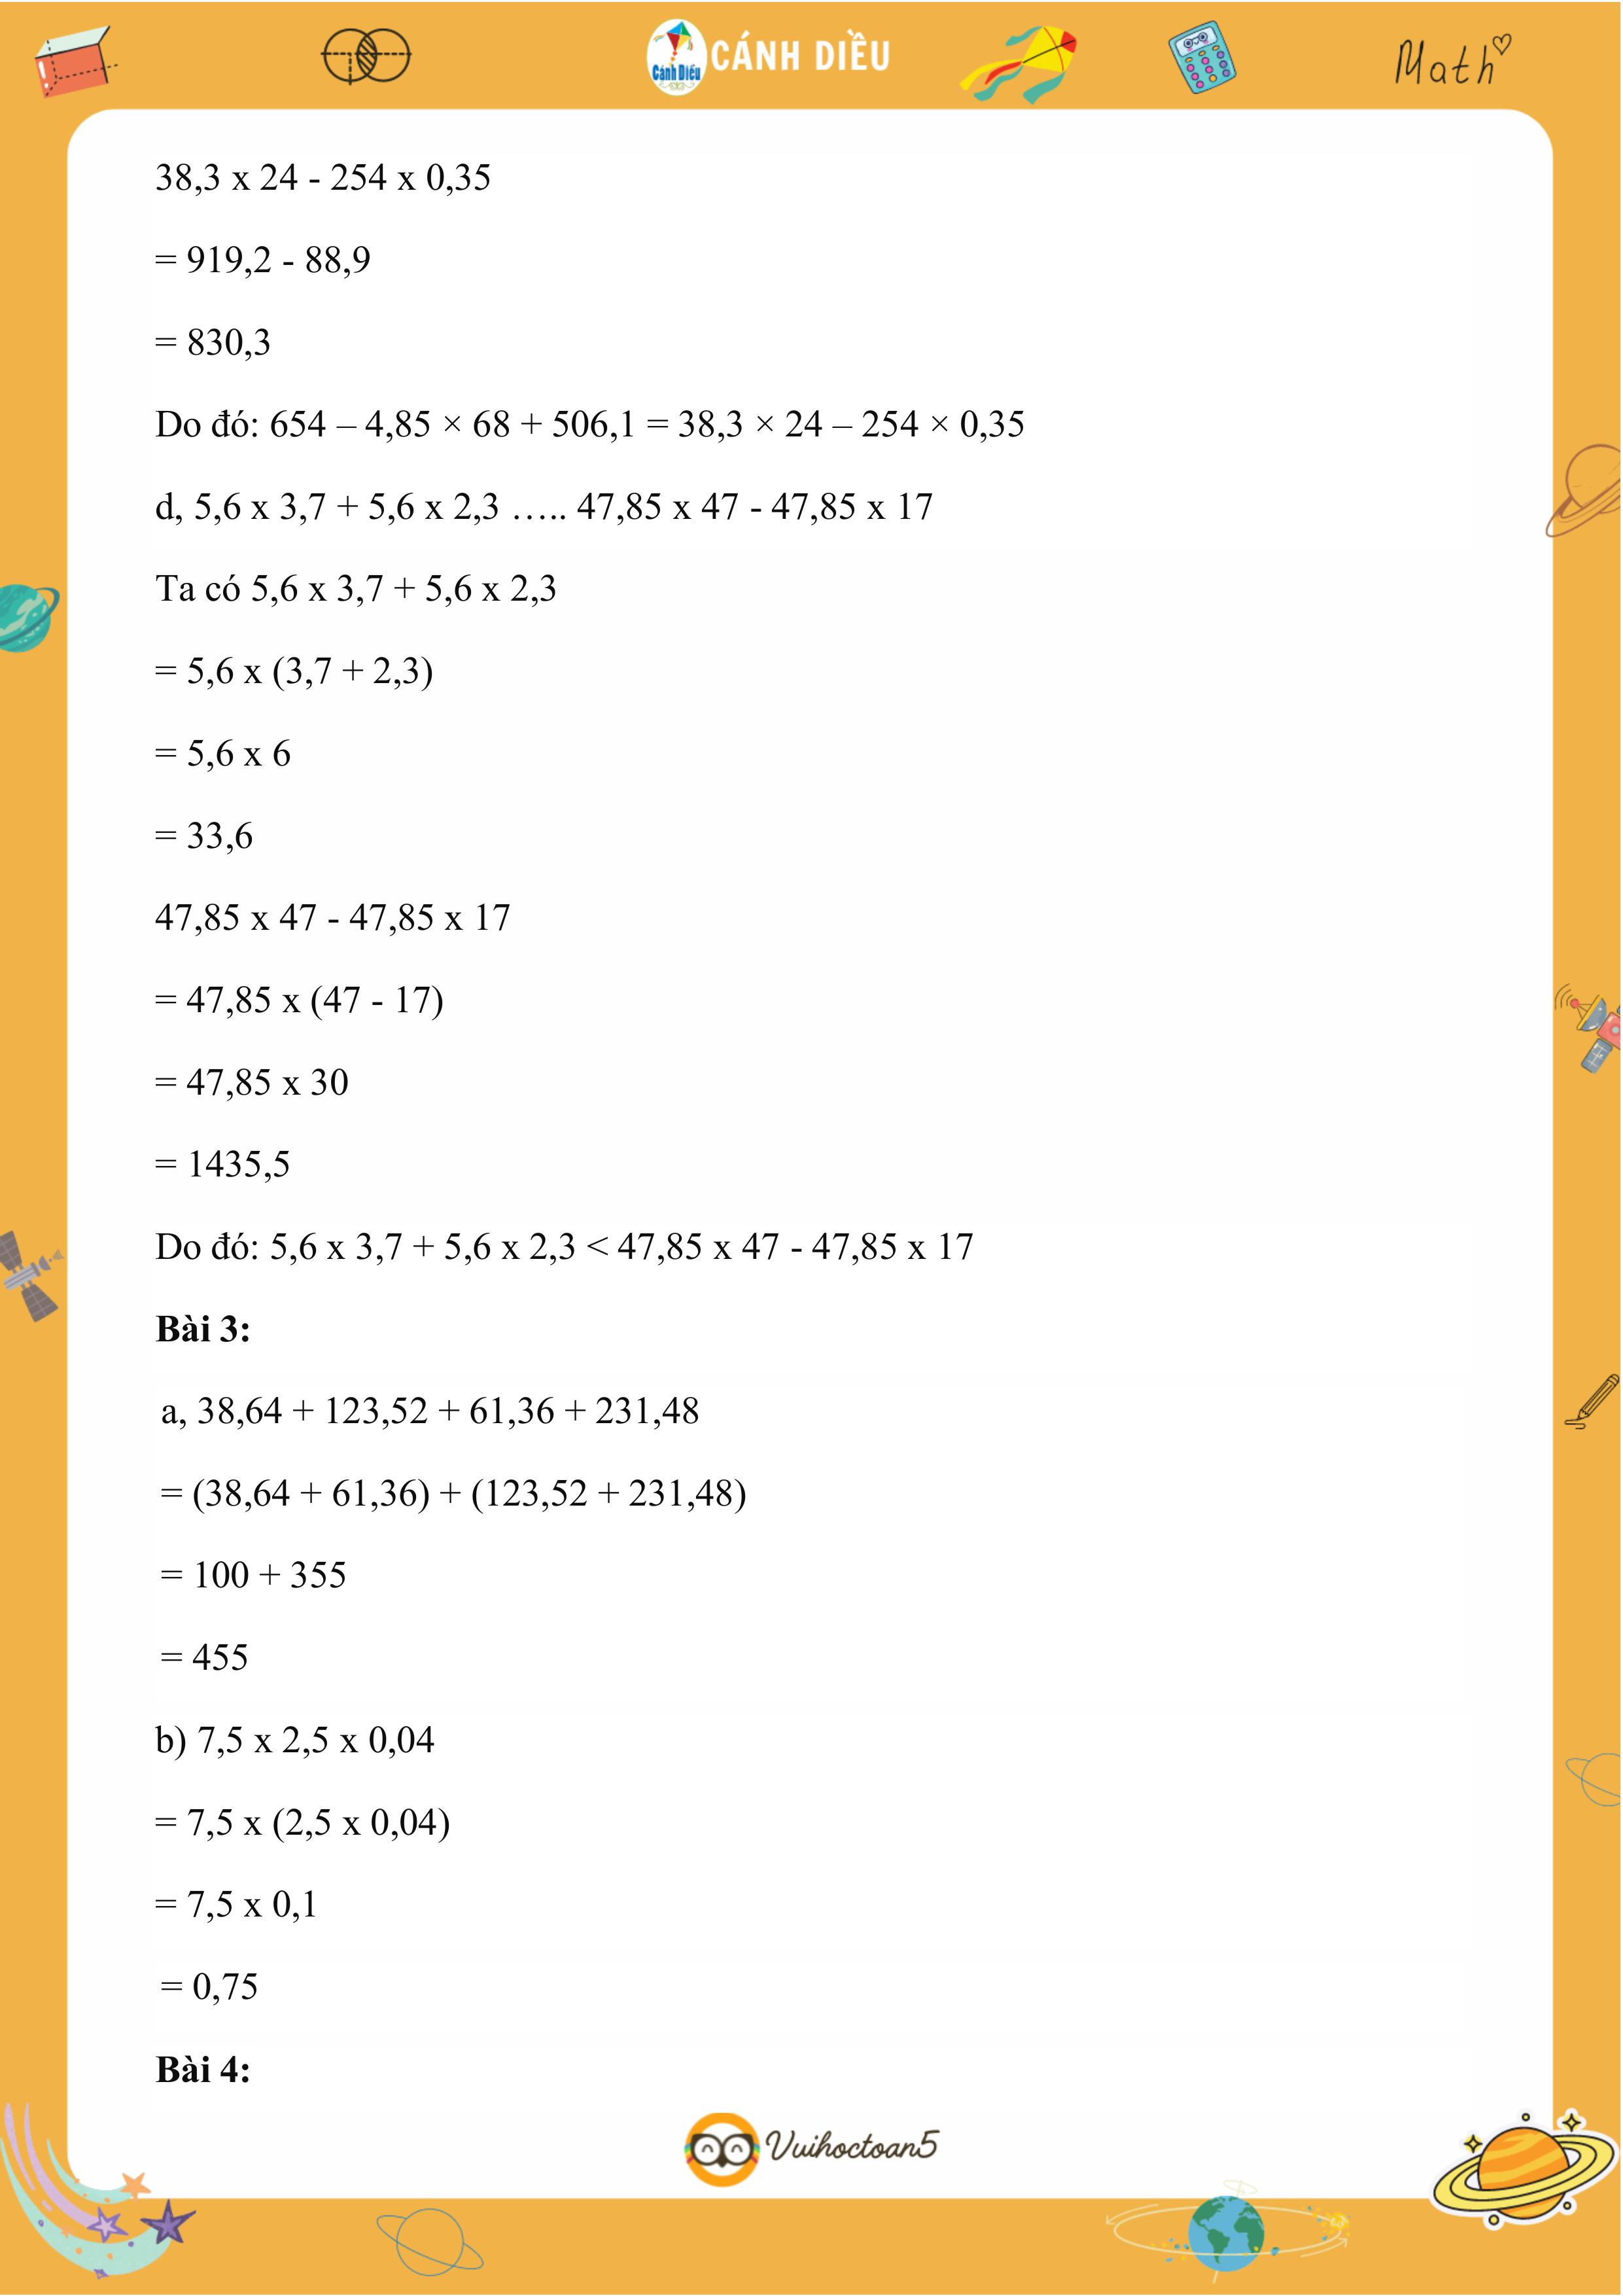 Cánh Diều CÁNH DIỀU
Math
38,3 x 24 - 254 x 0,35
= 919,2 - 88,9
= 830,3
Do đó: 654 – 4,85 × 68 + 506,1 = 38,3 × 24 – 254 × 0,35
d, 5,6 x 3,7 + 5,6 x 2,3 ….. 47,85 x 47 - 47,85 x 17
Ta có 5,6 x 3,7 + 5,6 x 2,3
= 5,6 x (3,7 + 2,3)
= 5,6 x 6
= 33,6
47,85 x 47 - 47,85 x 17
= 47,85 x (47 - 17)
= 47,85 x 30
= 1435,5
Do đó: 5,6 x 3,7 + 5,6 x 2,3 < 47,85 x 47 - 47,85 x 17
Bài 3:
a, 38,64 + 123,52 + 61,36 + 231,48
= (38,64 + 61,36) + (123,52 + 231,48)
= 100 + 355
= 455
b) 7,5 x 2,5 x 0,04
= 7,5 x (2,5 x 0,04)
= 7,5 x 0,1
= 0,75
Bài 4:
Vuihoctoan5